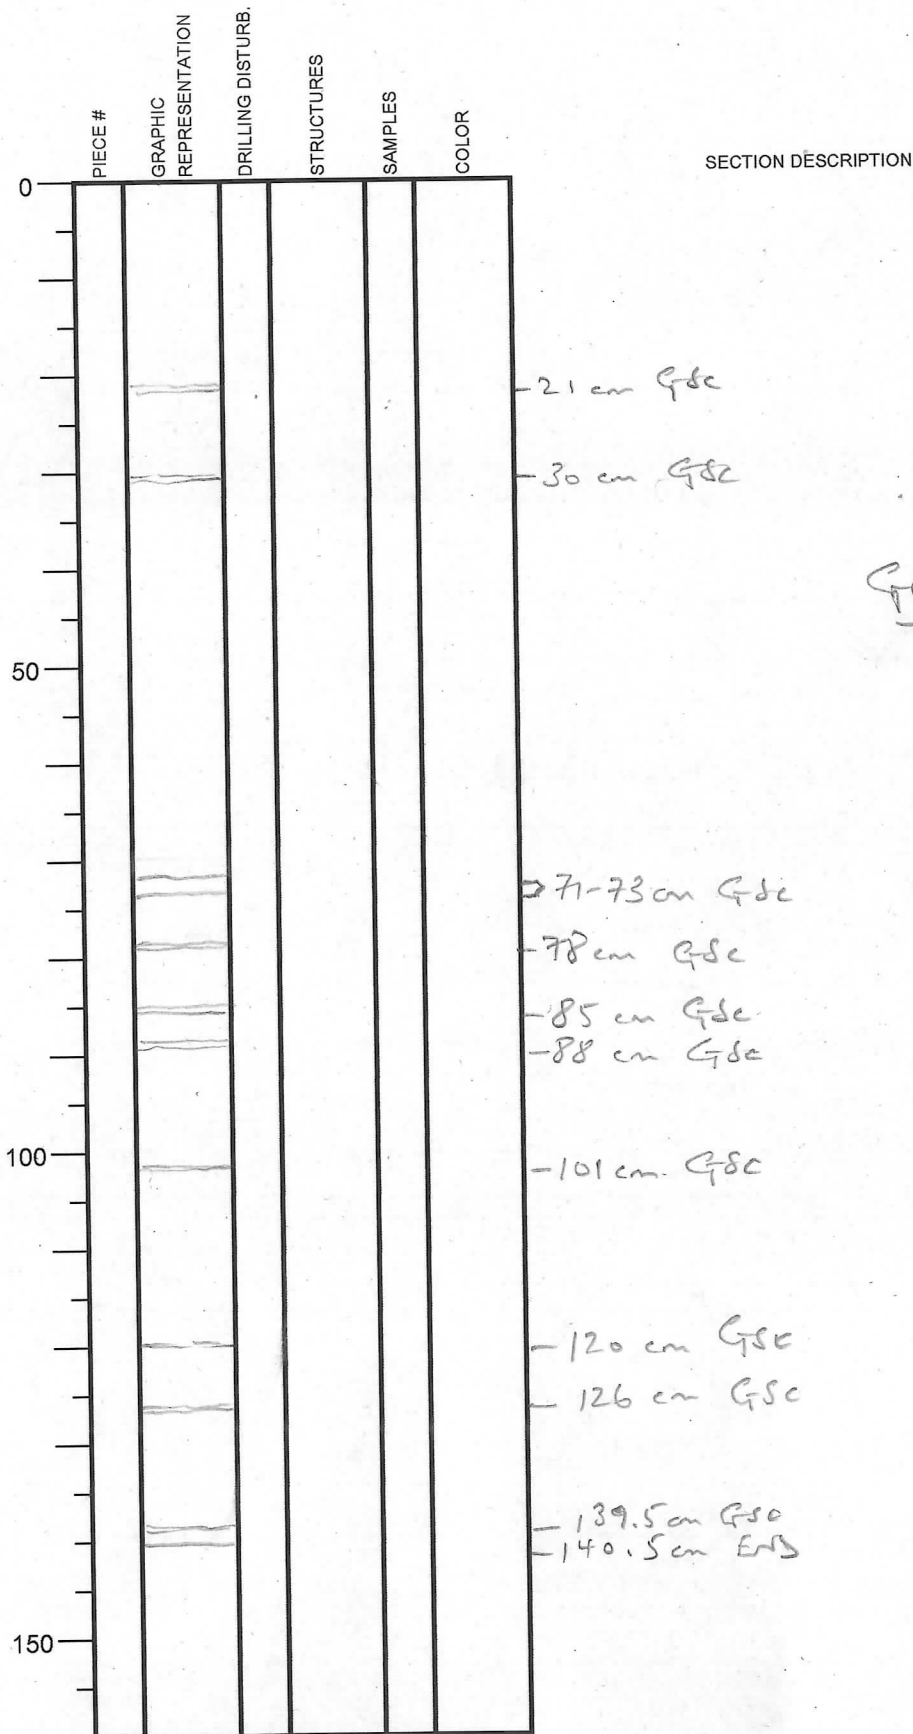 PIECE #
GRAPHIC
REPRESENTATION
DRILLING DISTURB.
STRUCTURES
SAMPLES
COLOR
SECTION DESCRIPTION
0
21 cm GSC
30 cm GSC
50
71-73 cm GSC
78 cm GSC
85 cm GSC
88 cm GSC
100
101 cm GSC
120 cm GSC
126 cm GSC
139.5 cm GSC
140.5 cm END
150